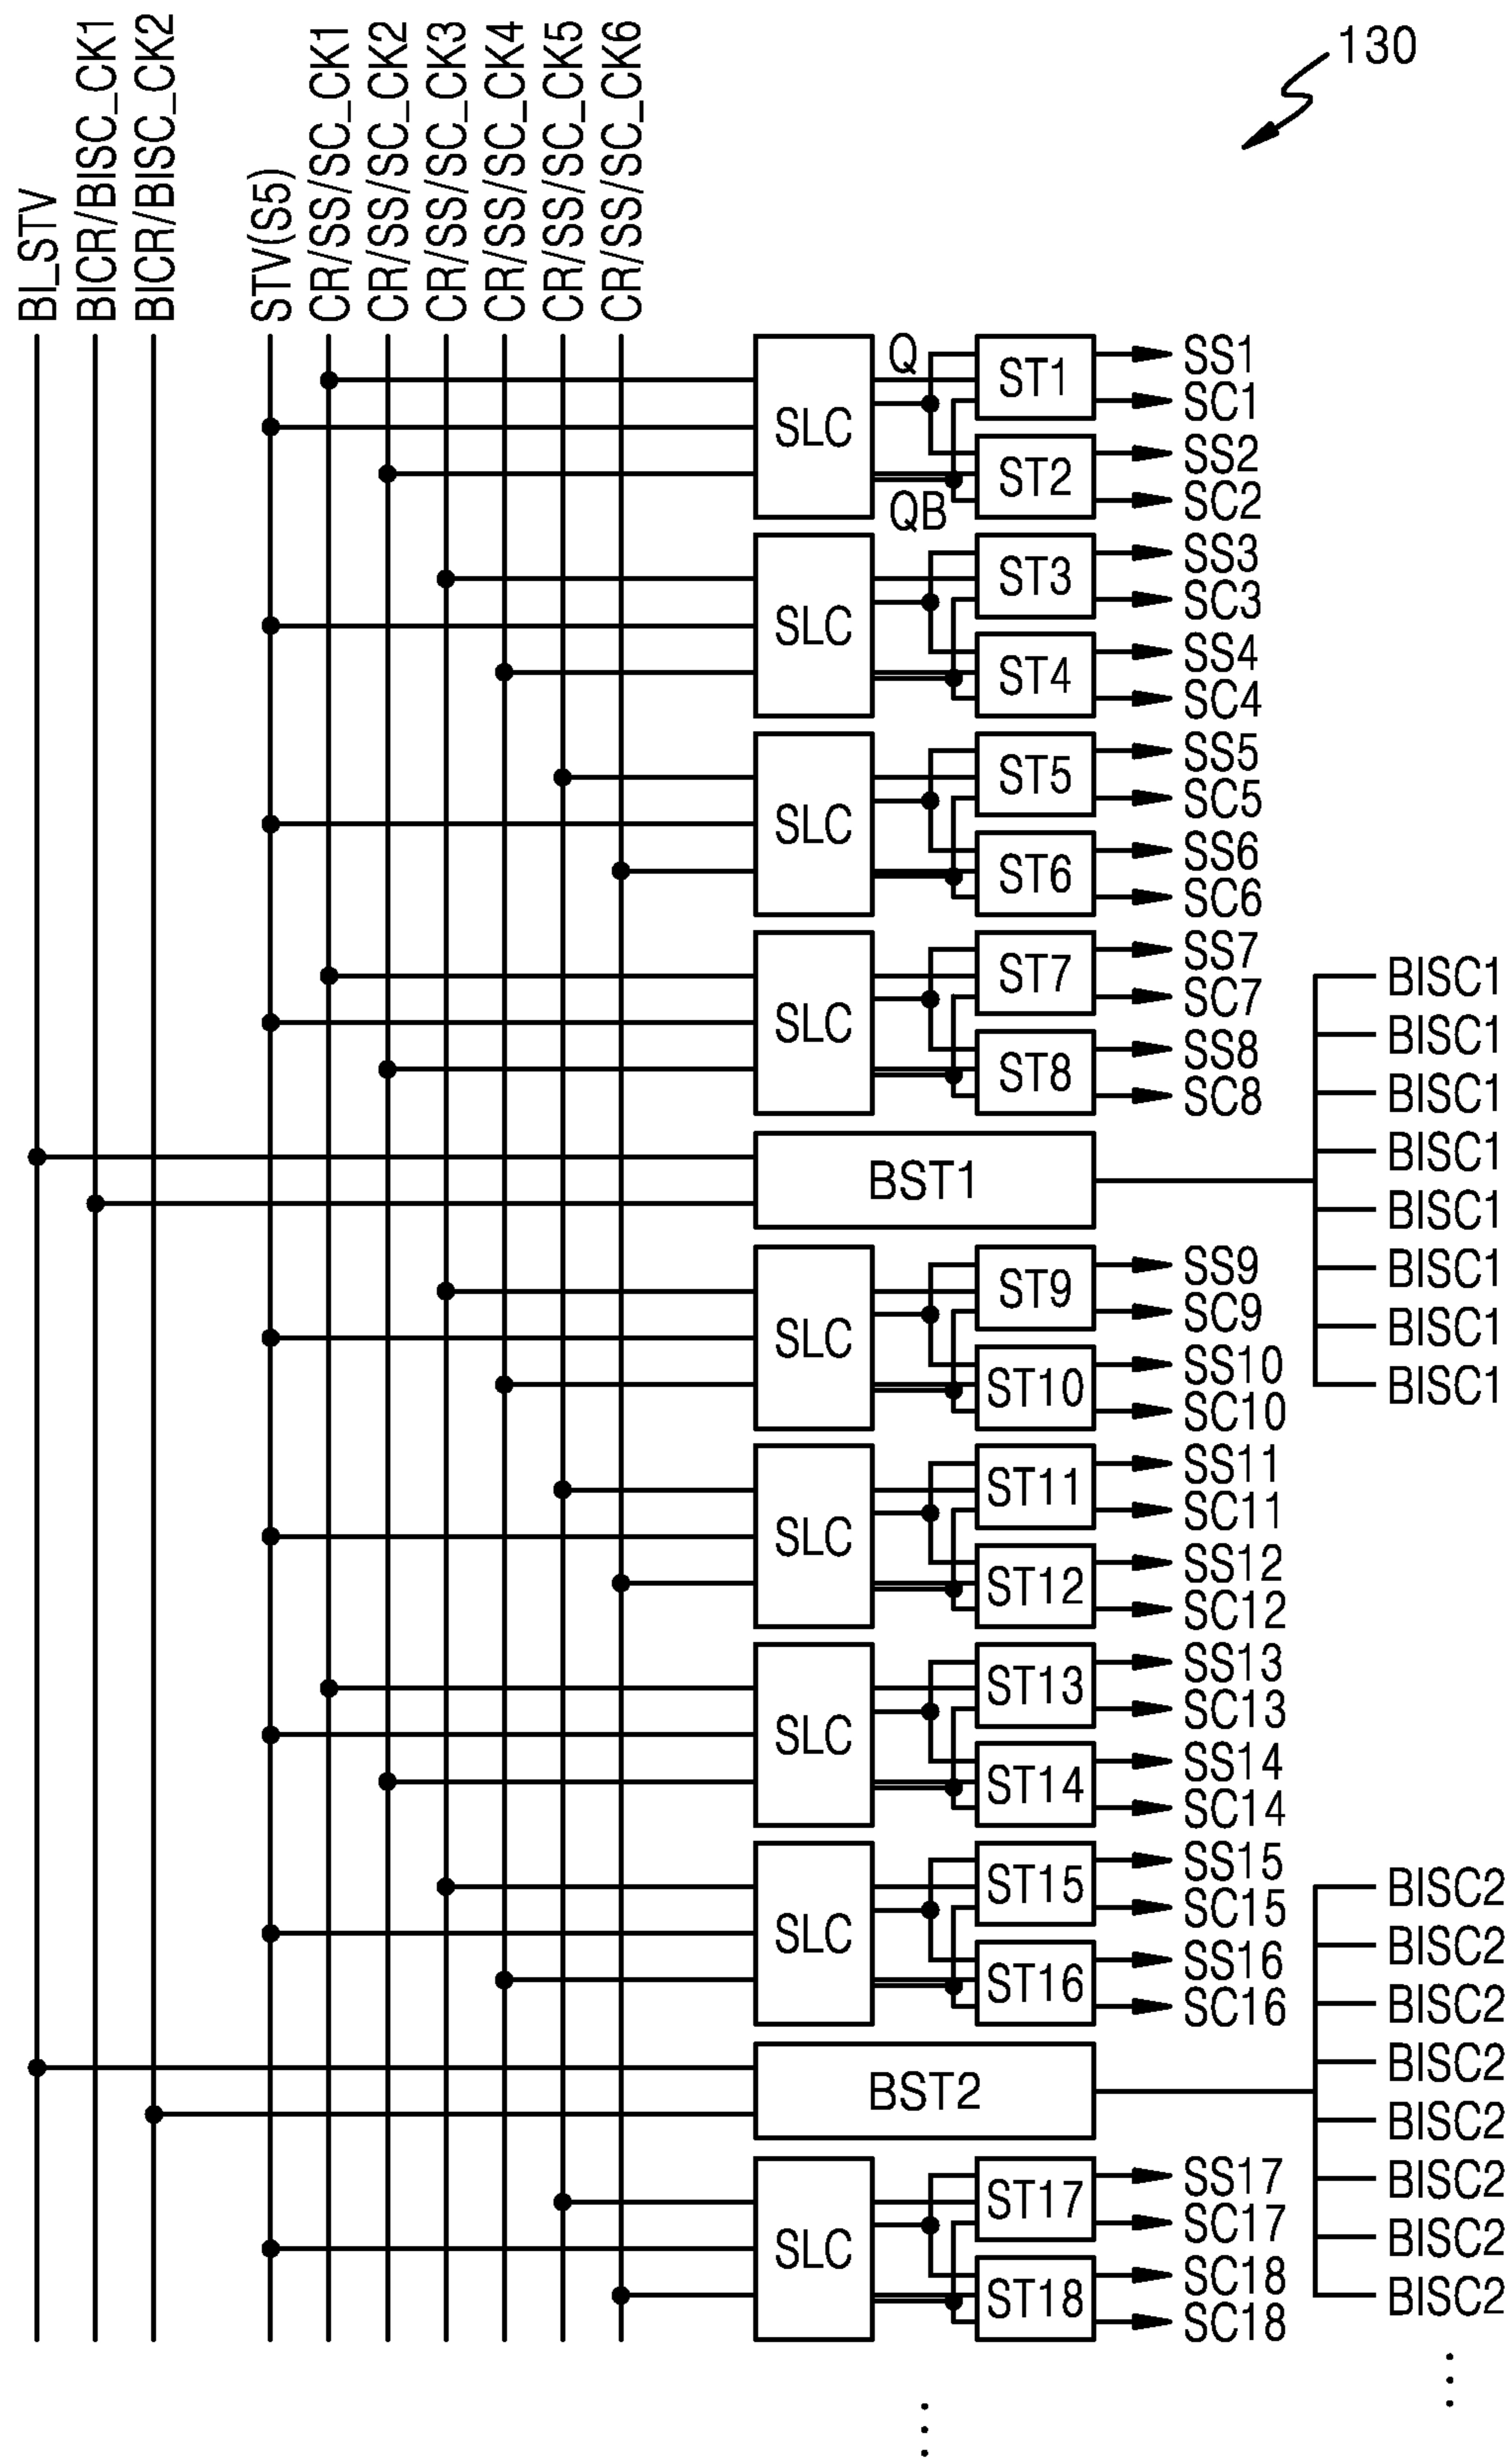 130
BI_STV
BICR/BISC_CK1
BICR/BISC_CK2
STV(S5)
CR/SS/SC_CK1
CR/SS/SC_CK2
CR/SS/SC_CK3
CR/SS/SC_CK4
CR/SS/SC_CK5
CR/SS/SC_CK6
SLC
Q
QB
ST1
SS1
SC1
ST2
SS2
SC2
SLC
ST3
SS3
SC3
ST4
SS4
SC4
SLC
ST5
SS5
SC5
ST6
SS6
SC6
SLC
ST7
SS7
SC7
ST8
SS8
SC8
BST1
BISC1
BISC1
BISC1
BISC1
BISC1
BISC1
BISC1
BISC1
SLC
ST9
SS9
SC9
ST10
SS10
SC10
SLC
ST11
SS11
SC11
ST12
SS12
SC12
SLC
ST13
SS13
SC13
ST14
SS14
SC14
SLC
ST15
SS15
SC15
ST16
SS16
SC16
BST2
BISC2
BISC2
BISC2
BISC2
BISC2
BISC2
BISC2
BISC2
SLC
ST17
SS17
SC17
ST18
SC18
SC18